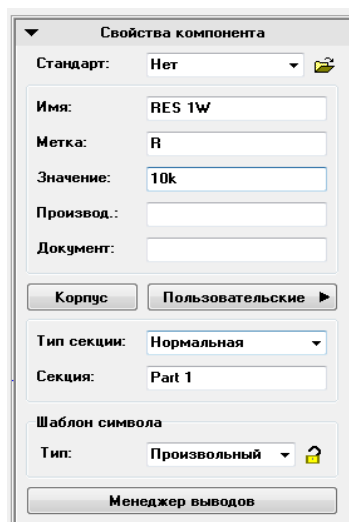 Свойства компонента
Стандарт: Нет
Имя: RES 1W
Метка: R
Значение: 10k
Производ.:
Документ:
Корпус Пользовательские
Тип секции: Нормальная
Секция: Part 1
Шаблон символа
Тип: Произвольный
Менеджер выводов